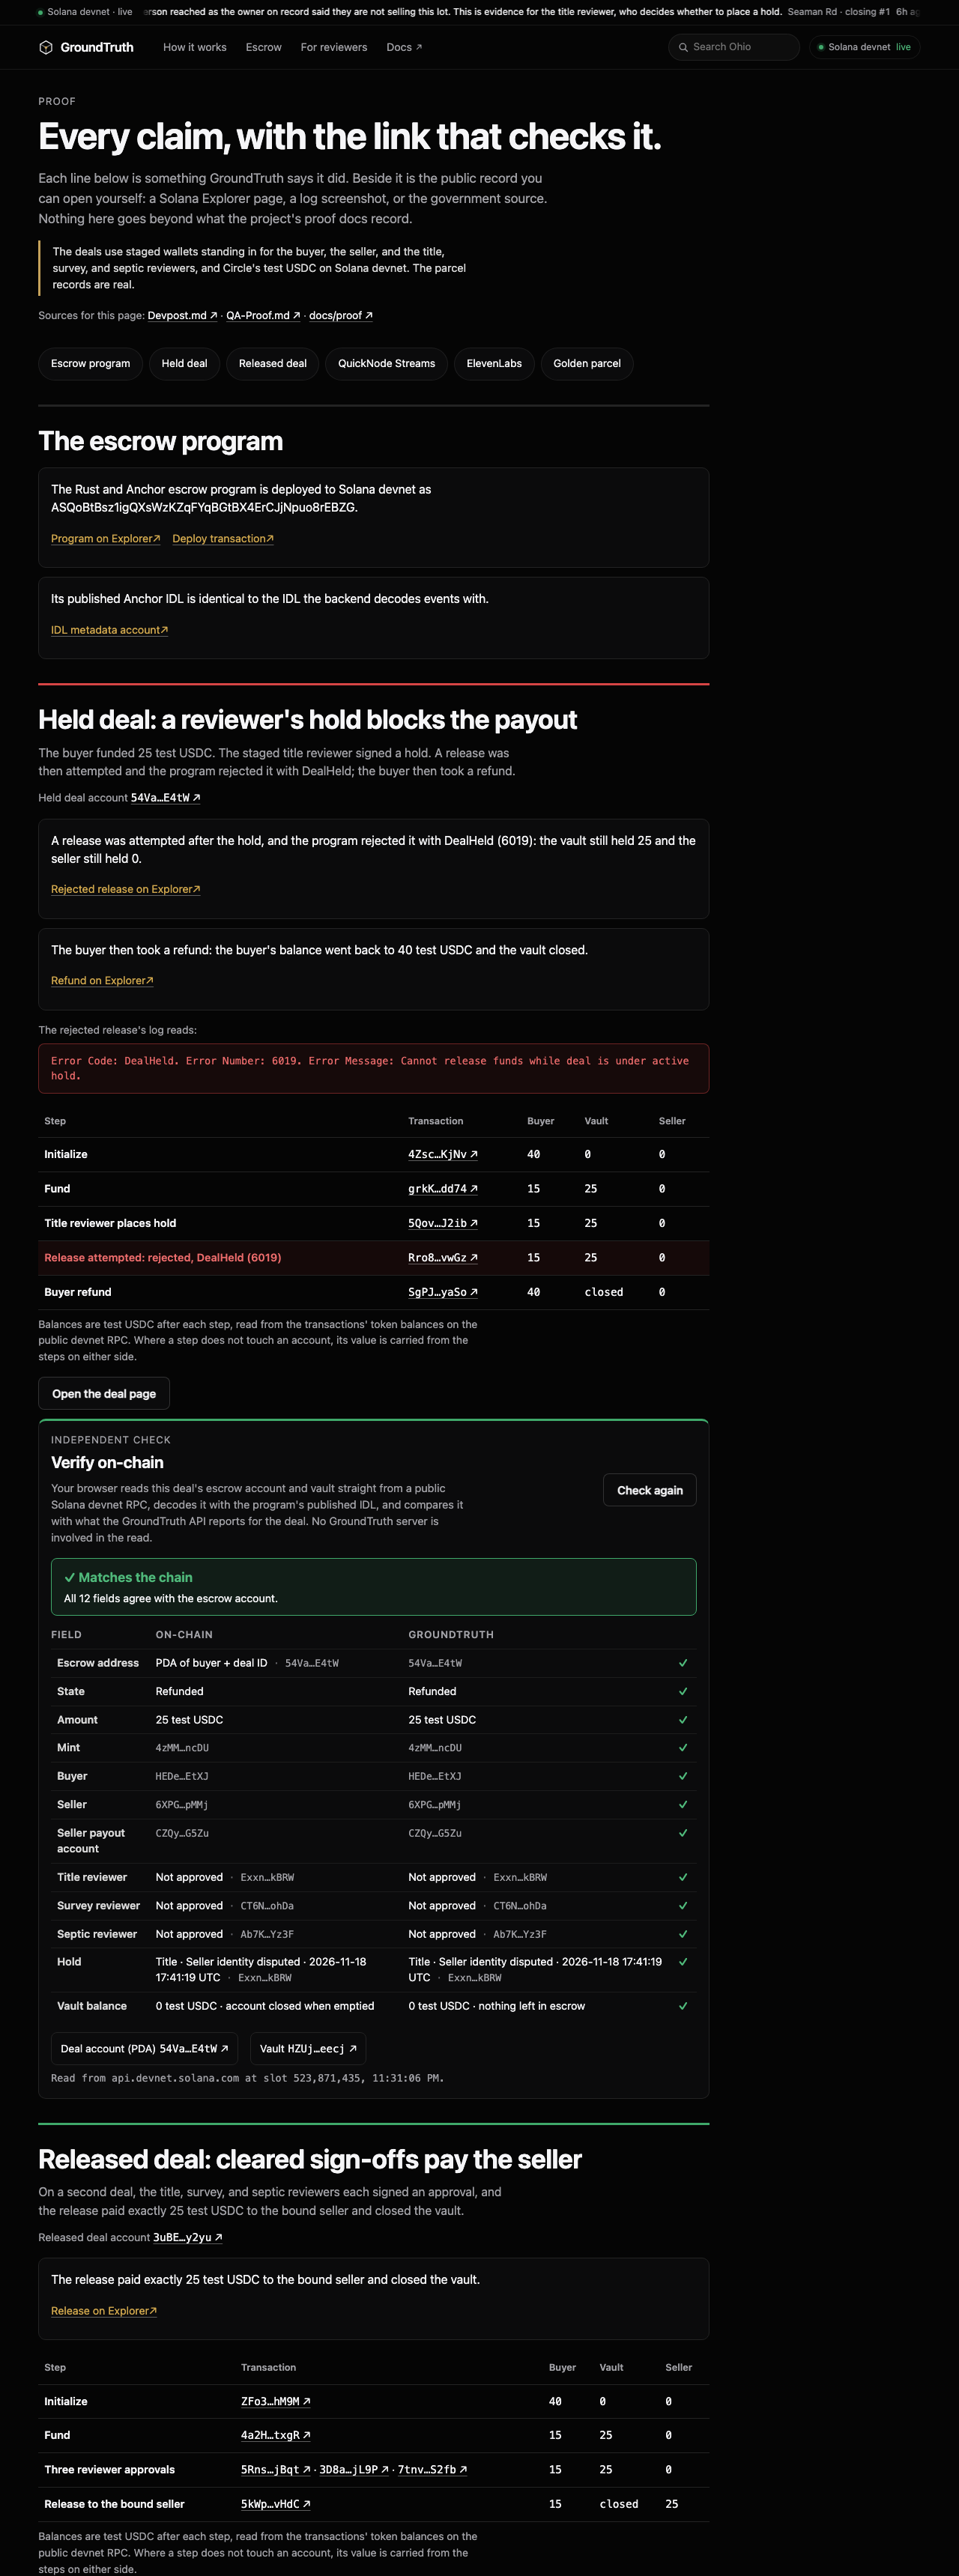 Solana devnet · live erson reached as the owner on record said they are not selling this lot. This is evidence for the title reviewer, who decides whether to place a hold. Seaman Rd · closing #1 6h ag
GroundTruth How it works Escrow For reviewers Docs ↗ Search Ohio Solana devnet live
PROOF
Every claim, with the link that checks it.
Each line below is something GroundTruth says it did. Beside it is the public record you
can open yourself: a Solana Explorer page, a log screenshot, or the government source.
Nothing here goes beyond what the project's proof docs record.
The deals use staged wallets standing in for the buyer, the seller, and the title,
survey, and septic reviewers, and Circle's test USDC on Solana devnet. The parcel
records are real.
Sources for this page: Devpost.md ↗ · QA-Proof.md ↗ · docs/proof ↗
Escrow program Held deal Released deal QuickNode Streams ElevenLabs Golden parcel
The escrow program
The Rust and Anchor escrow program is deployed to Solana devnet as
ASQoBtBsz1igQXsWzKZqFYqBGtBX4ErCJjNpuo8rEBZG.
Program on Explorer↗ Deploy transaction↗
Its published Anchor IDL is identical to the IDL the backend decodes events with.
IDL metadata account↗
Held deal: a reviewer's hold blocks the payout
The buyer funded 25 test USDC. The staged title reviewer signed a hold. A release was
then attempted and the program rejected it with DealHeld; the buyer then took a refund.
Held deal account 54Va…E4tW ↗
A release was attempted after the hold, and the program rejected it with DealHeld (6019): the vault still held 25 and the
seller still held 0.
Rejected release on Explorer↗
The buyer then took a refund: the buyer's balance went back to 40 test USDC and the vault closed.
Refund on Explorer↗
The rejected release's log reads:
Error Code: DealHeld. Error Number: 6019. Error Message: Cannot release funds while deal is under active
hold.
Step Transaction Buyer Vault Seller
Initialize 4Zsc…KjNv ↗ 40 0 0
Fund grkK…dd74 ↗ 15 25 0
Title reviewer places hold 5Qov…J2ib ↗ 15 25 0
Release attempted: rejected, DealHeld (6019) Rro8…vwGz ↗ 15 25 0
Buyer refund SgPJ…yaSo ↗ 40 closed 0
Balances are test USDC after each step, read from the transactions' token balances on the
public devnet RPC. Where a step does not touch an account, its value is carried from the
steps on either side.
Open the deal page
INDEPENDENT CHECK
Verify on-chain
Your browser reads this deal's escrow account and vault straight from a public
Solana devnet RPC, decodes it with the program's published IDL, and compares it
with what the GroundTruth API reports for the deal. No GroundTruth server is
involved in the read.
Check again
✓ Matches the chain
All 12 fields agree with the escrow account.
FIELD ON-CHAIN GROUNDTRUTH
Escrow address PDA of buyer + deal ID · 54Va…E4tW 54Va…E4tW ✓
State Refunded Refunded ✓
Amount 25 test USDC 25 test USDC ✓
Mint 4zMM…ncDU 4zMM…ncDU ✓
Buyer HEDe…EtXJ HEDe…EtXJ ✓
Seller 6XPG…pMMj 6XPG…pMMj ✓
Seller payout CZQy…G5Zu CZQy…G5Zu ✓
account
Title reviewer Not approved · Exxn…kBRW Not approved · Exxn…kBRW ✓
Survey reviewer Not approved · CT6N…ohDa Not approved · CT6N…ohDa ✓
Septic reviewer Not approved · Ab7K…Yz3F Not approved · Ab7K…Yz3F ✓
Hold Title · Seller identity disputed · 2026-11-18 Title · Seller identity disputed · 2026-11-18 17:41:19 ✓
17:41:19 UTC · Exxn…kBRW UTC · Exxn…kBRW
Vault balance 0 test USDC · account closed when emptied 0 test USDC · nothing left in escrow ✓
Deal account (PDA) 54Va…E4tW ↗ Vault HZUj…eecj ↗
Read from api.devnet.solana.com at slot 523,871,435, 11:31:06 PM.
Released deal: cleared sign-offs pay the seller
On a second deal, the title, survey, and septic reviewers each signed an approval, and
the release paid exactly 25 test USDC to the bound seller and closed the vault.
Released deal account 3uBE…y2yu ↗
The release paid exactly 25 test USDC to the bound seller and closed the vault.
Release on Explorer↗
Step Transaction Buyer Vault Seller
Initialize ZFo3…hM9M ↗ 40 0 0
Fund 4a2H…txgR ↗ 15 25 0
Three reviewer approvals 5Rns…jBqt ↗ · 3D8a…jL9P ↗ · 7tnv…S2fb ↗ 15 25 0
Release to the bound seller 5kWp…vHdC ↗ 15 closed 25
Balances are test USDC after each step, read from the transactions' token balances on the
public devnet RPC. Where a step does not touch an account, its value is carried from the
steps on either side.